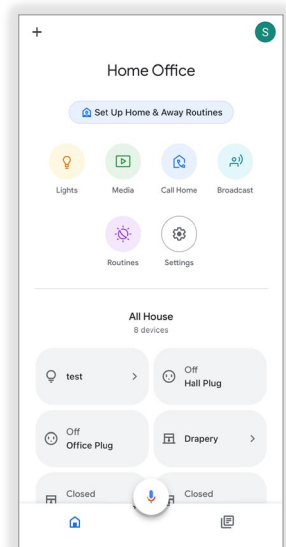 +
S
Home Office
Set Up Home & Away Routines
Lights
Media
Call Home
Broadcast
Routines
Settings
All House
8 devices
test
Off
Hall Plug
Off
Office Plug
Drapery
Closed
Closed